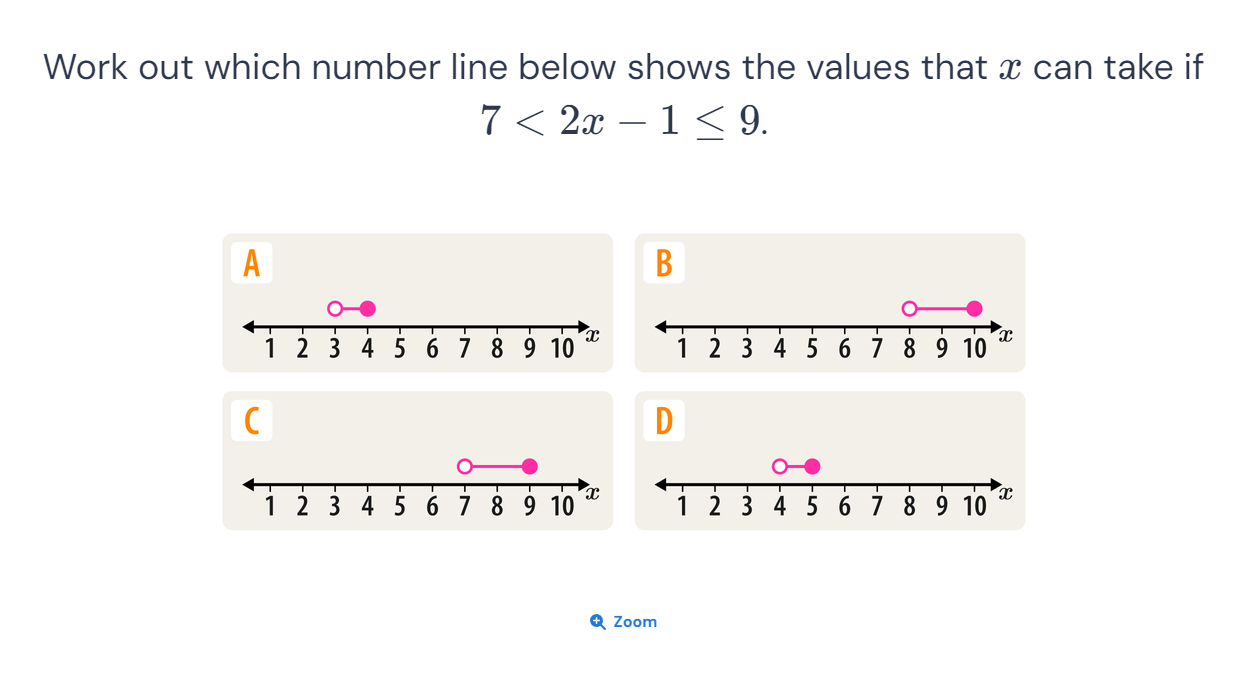 Work out which number line below shows the values that x can take if
7 < 2x − 1 ≤ 9.
A
1 2 3 4 5 6 7 8 9 10 x
B
1 2 3 4 5 6 7 8 9 10 x
C
1 2 3 4 5 6 7 8 9 10 x
D
1 2 3 4 5 6 7 8 9 10 x
Zoom